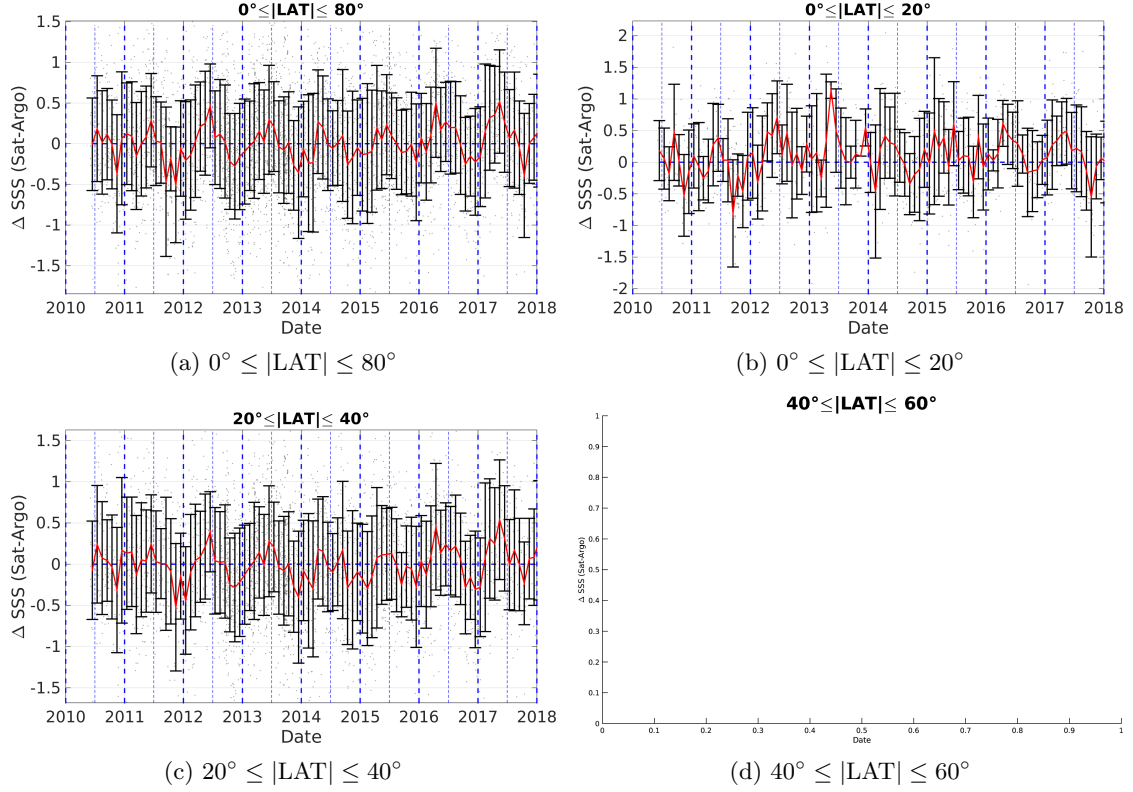 0°≤|LAT|≤ 80°
1.5
1
0.5
0
-0.5
-1
-1.5
Δ SSS (Sat-Argo)
2010 2011 2012 2013 2014 2015 2016 2017 2018
Date
(a) 0° ≤ |LAT| ≤ 80°
0°≤|LAT|≤ 20°
2
1.5
1
0.5
0
-0.5
-1
-1.5
-2
Δ SSS (Sat-Argo)
2010 2011 2012 2013 2014 2015 2016 2017 2018
Date
(b) 0° ≤ |LAT| ≤ 20°
20°≤|LAT|≤ 40°
1.5
1
0.5
0
-0.5
-1
-1.5
Δ SSS (Sat-Argo)
2010 2011 2012 2013 2014 2015 2016 2017 2018
Date
(c) 20° ≤ |LAT| ≤ 40°
40°≤|LAT|≤ 60°
1
0.9
0.8
0.7
0.6
0.5
0.4
0.3
0.2
0.1
0
Δ SSS (Sat-Argo)
0 0.1 0.2 0.3 0.4 0.5 0.6 0.7 0.8 0.9 1
Date
(d) 40° ≤ |LAT| ≤ 60°